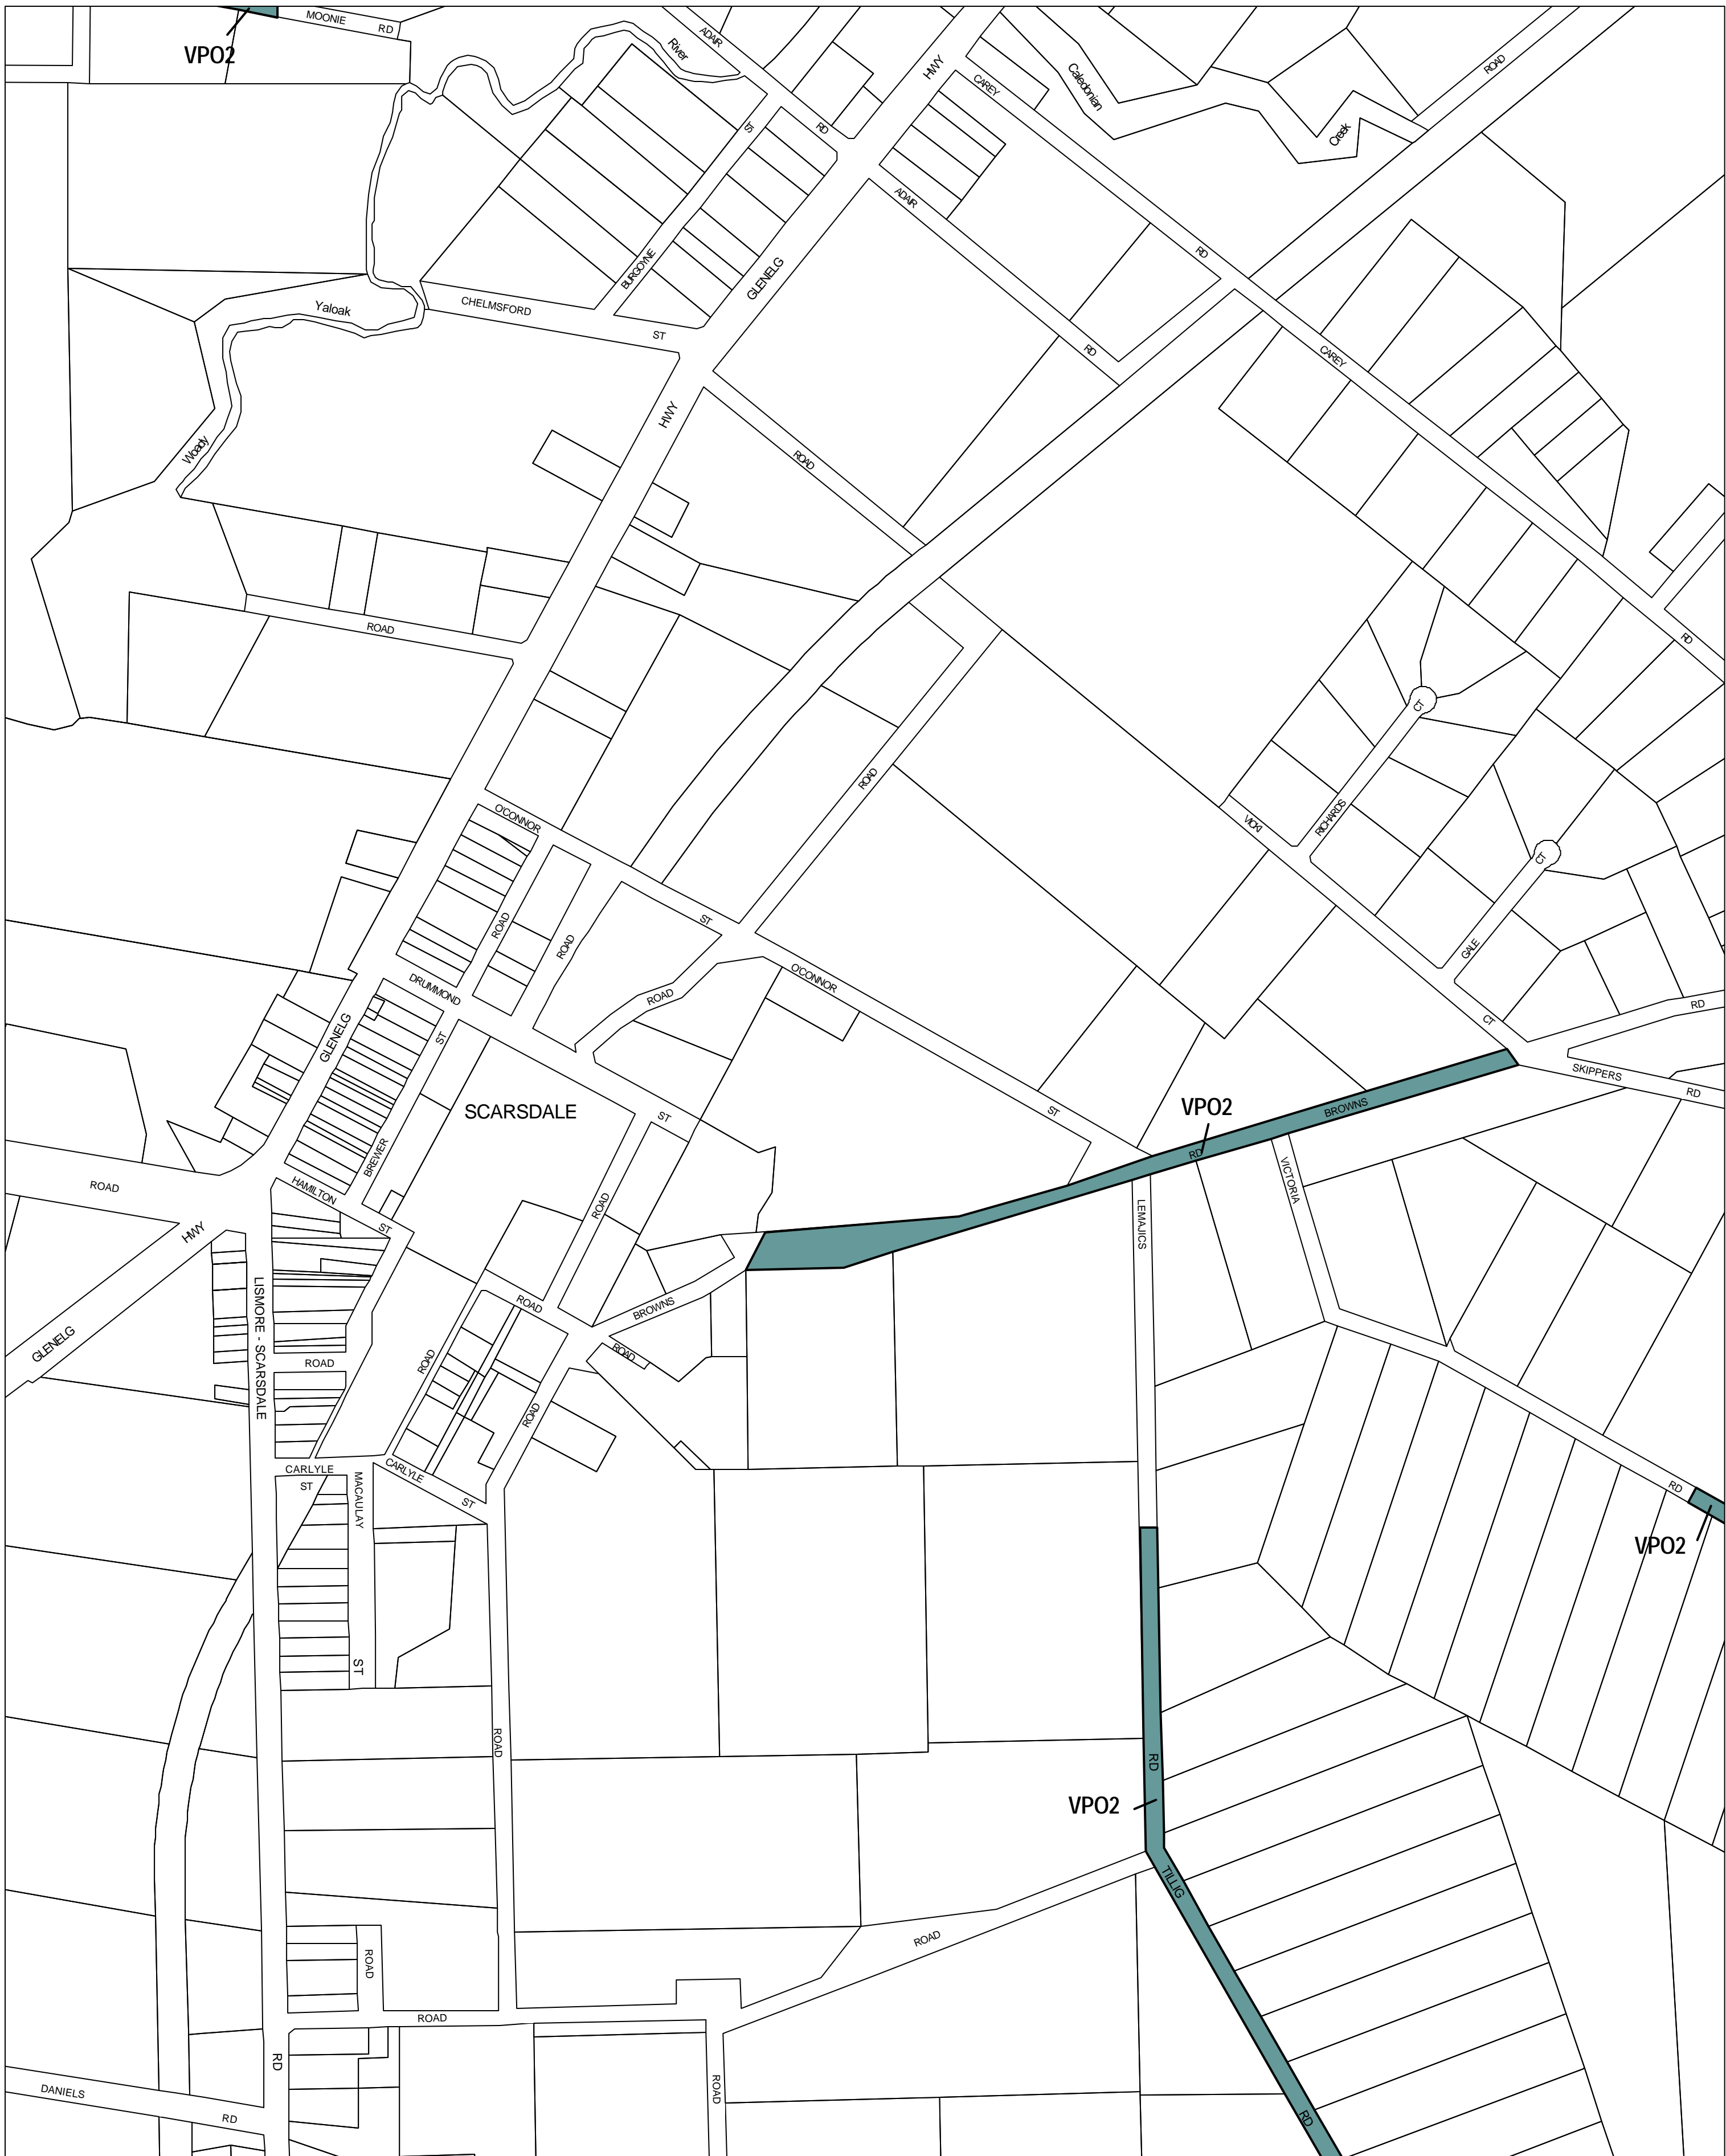 MOONIE
RD
VPO2
River
ADAIR
RD
HWY
CAREY
Caledonian
Creek
ROAD
ST
ADAIR
RD
RD
CAREY
BURGOYNE
GLENELG
CHELMSFORD
ST
Yaloak
Woady
HWY
ROAD
ROAD
RD
CT
RICHARDS
VICKI
ROAD
O'CONNOR
CT
GALE
ROAD
ROAD
ST
DRUMMOND
O'CONNOR
ROAD
GLENELG
ST
CT
RD
SKIPPERS
RD
SCARSDALE
ST
ST
VPO2
BROWNS
RD
BREWER
HAMILTON
ST
ROAD
ROAD
HWY
LEMAJICS
VICTORIA
LISMORE - SCARSDALE
ROAD
BROWNS
GLENELG
ROAD
ROAD
ROAD
ROAD
CARLYLE
ST
MACAULAY
CARLYLE
ST
RD
VPO2
ST
ROAD
RD
VPO2
TILLIG
ROAD
ROAD
ROAD
RD
DANIELS
RD
ROAD
RD